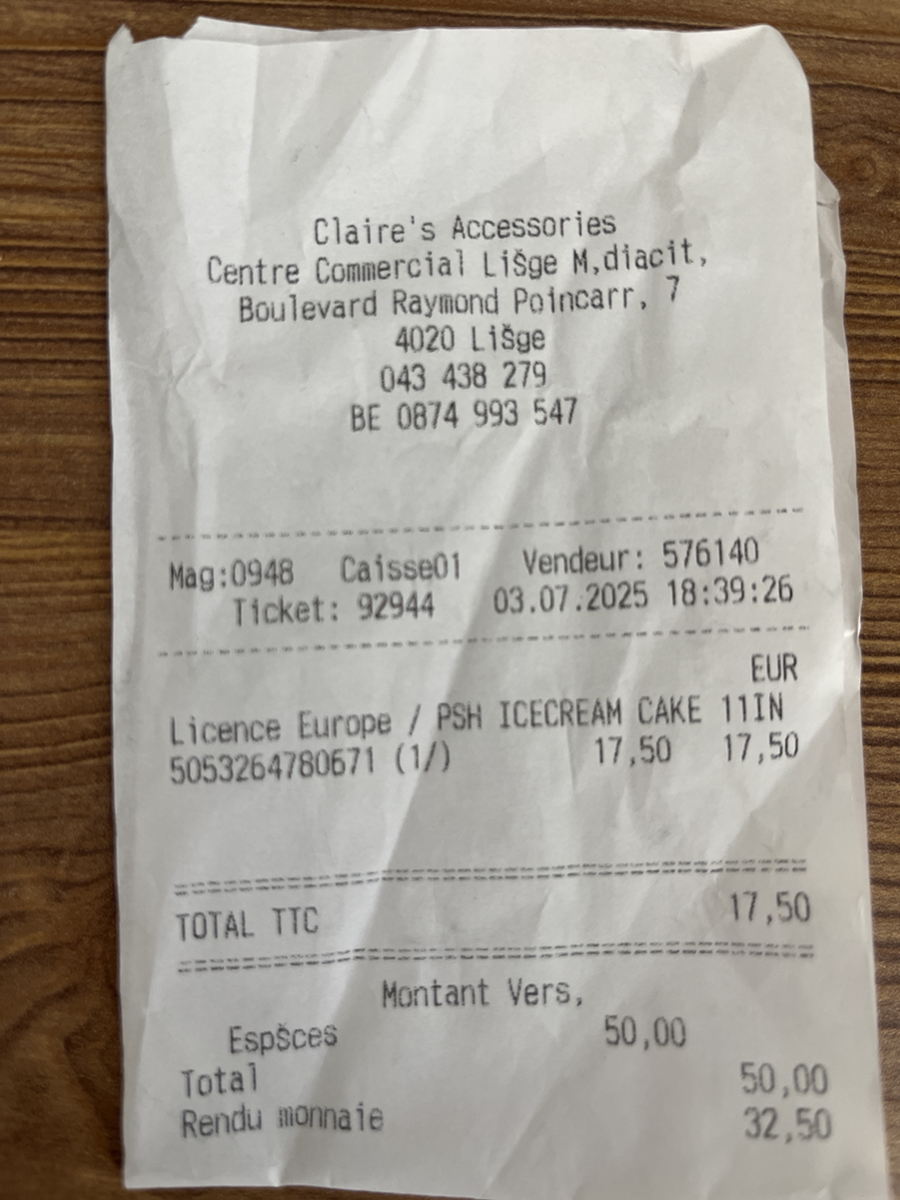 Claire's Accessories
Centre Commercial LiŠge M,diacit,
Boulevard Raymond Poincarr, 7
4020 LiŠge
043 438 279
BE 0874 993 547
Mag:0948 Caisse01 Vendeur: 576140
Ticket: 92944 03.07.2025 18:39:26
EUR
Licence Europe / PSH ICECREAM CAKE 11IN
5053264780671 (1/) 17,50 17,50
TOTAL TTC 17,50
Montant Vers,
EspŠces 50,00
Total 50,00
Rendu monnaie 32,50